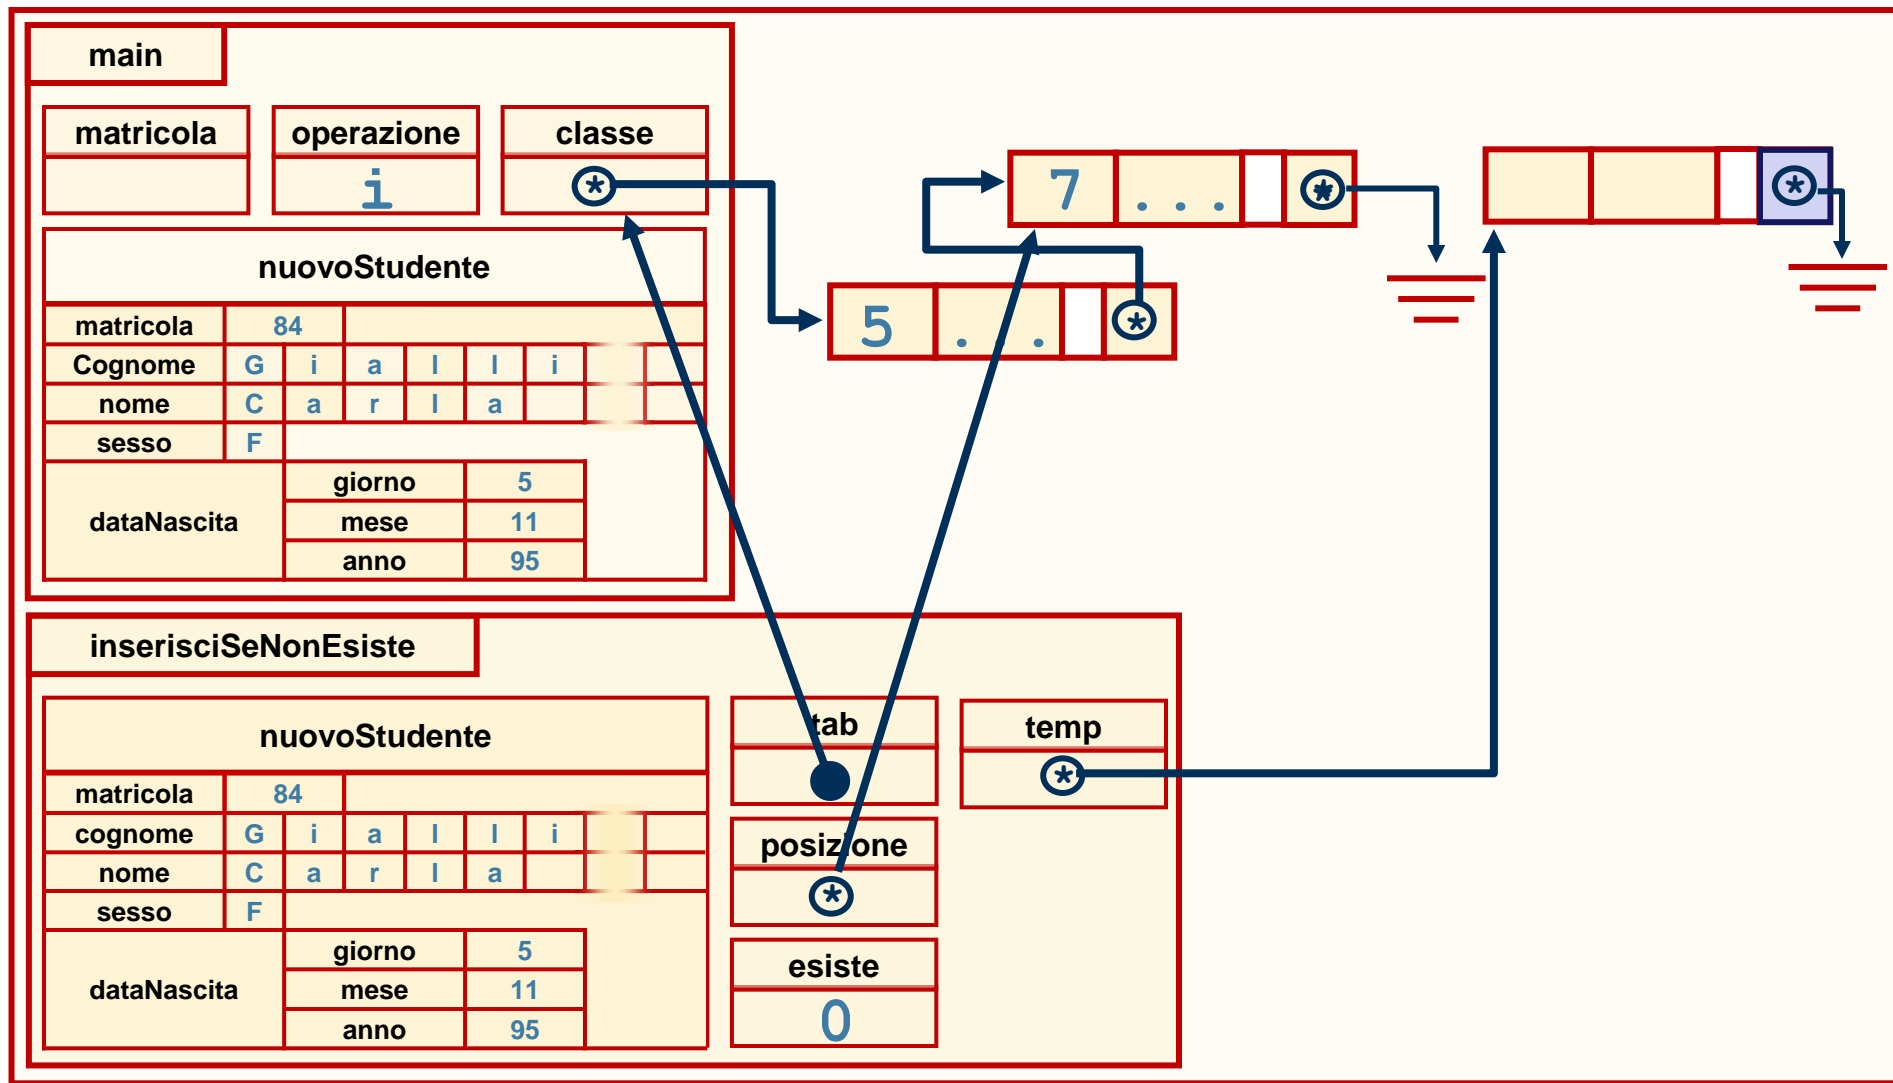 main
matricola operazione classe
i *
nuovoStudente
matricola 84
Cognome G i a l l i
nome C a r l a
sesso F
dataNascita
giorno 5
mese 11
anno 95
7 . . . *
*
5 . . . *
inserisciSeNonEsiste
nuovoStudente
matricola 84
cognome G i a l l i
nome C a r l a
sesso F
dataNascita
giorno 5
mese 11
anno 95
tab
temp
*
posizione
*
esiste
0